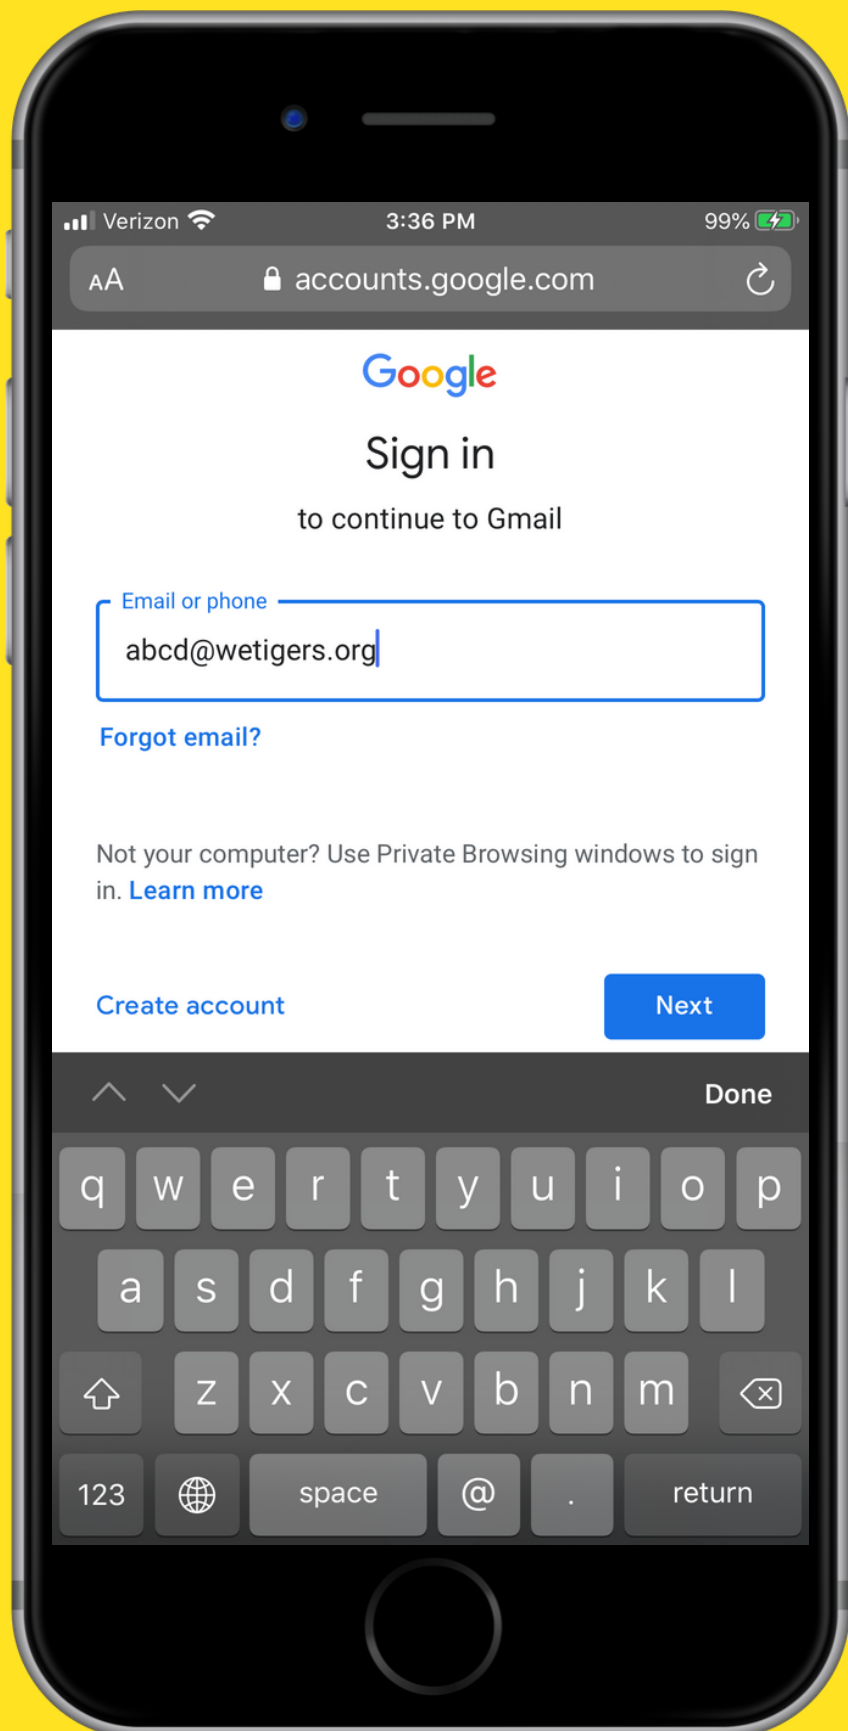 Verizon 3:36 PM 99%
AA accounts.google.com
Google
Sign in
to continue to Gmail
Email or phone
abcd@wetigers.org
Forgot email?
Not your computer? Use Private Browsing windows to sign
in. Learn more
Create account Next
Done
q w e r t y u i o p
a s d f g h j k l
z x c v b n m
123 space @ . return